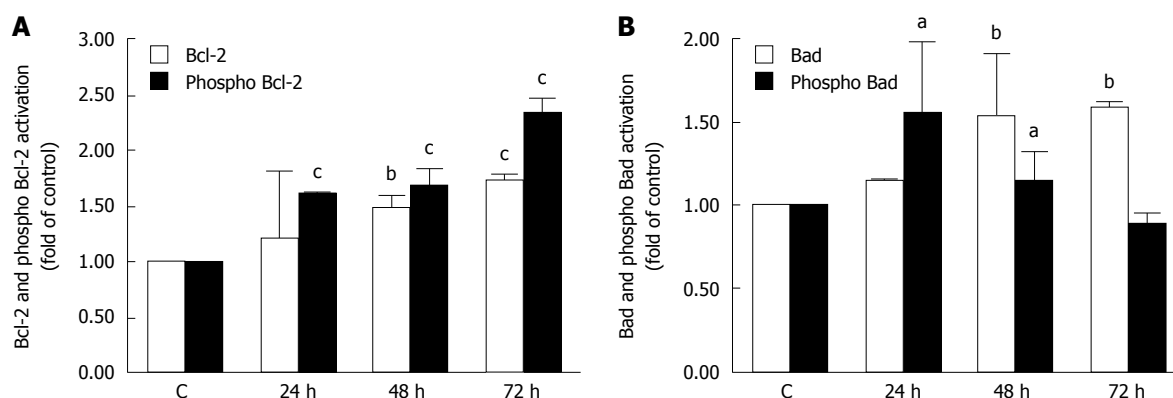 A
Bcl-2 and phospho Bcl-2 activation
(fold of control)
3.00
2.50
2.00
1.50
1.00
0.50
0.00
Bcl-2
Phospho Bcl-2
c
b
c
c
c
C
24 h
48 h
72 h
B
Bad and phospho Bad activation
(fold of control)
2.00
1.50
1.00
0.50
0.00
Bad
Phospho Bad
a
b
a
b
C
24 h
48 h
72 h